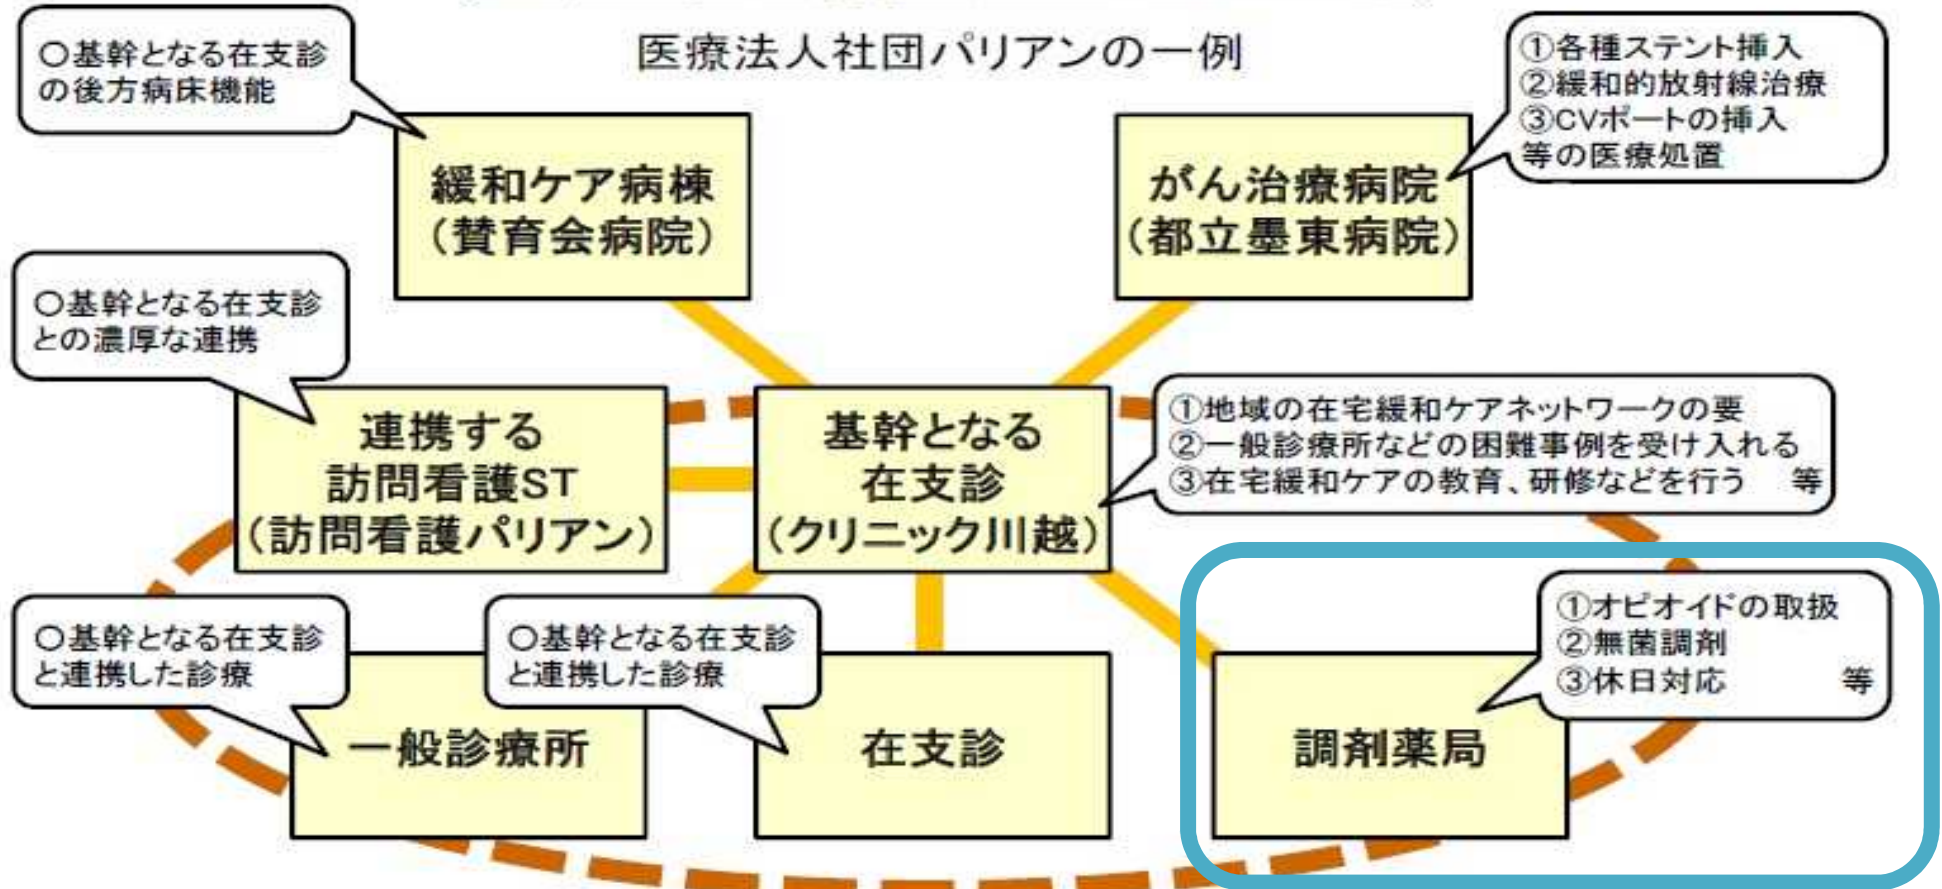 医療法人社団パリアンの一例
○基幹となる在支診
の後方病床機能
緩和ケア病棟
(賛育会病院)
①各種ステント挿入
②緩和的放射線治療
③CVポートの挿入
等の医療処置
がん治療病院
(都立墨東病院)
○基幹となる在支診
との濃厚な連携
連携する
訪問看護ST
(訪問看護パリアン)
基幹となる
在支診
(クリニック川越)
①地域の在宅緩和ケアネットワークの要
②一般診療所などの困難事例を受け入れる
③在宅緩和ケアの教育、研修などを行う 等
○基幹となる在支診
と連携した診療
一般診療所
○基幹となる在支診
と連携した診療
在支診
①オピオイドの取扱
②無菌調剤
③休日対応 等
調剤薬局